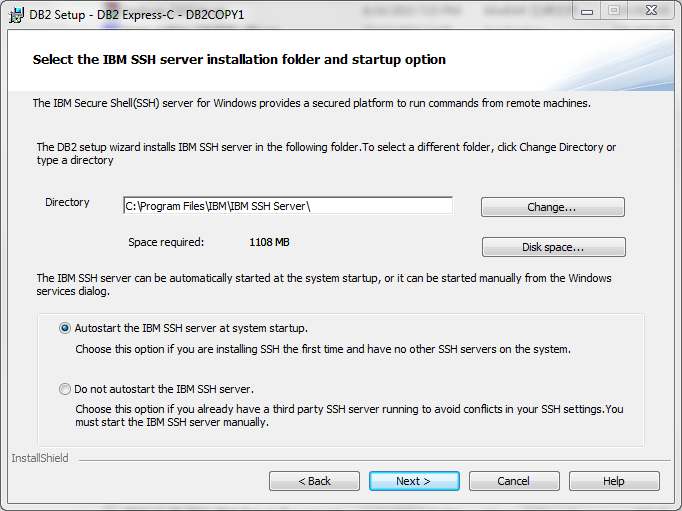 DB2 Setup - DB2 Express-C - DB2COPY1
Select the IBM SSH server installation folder and startup option
The IBM Secure Shell(SSH) server for Windows provides a secured platform to run commands from remote machines.
The DB2 setup wizard installs IBM SSH server in the following folder.To select a different folder, click Change Directory or
type a directory
Directory
C:\Program Files\IBM\IBM SSH Server\
Change...
Space required: 1108 MB
Disk space...
The IBM SSH server can be automatically started at the system startup, or it can be started manually from the Windows
services dialog.
Autostart the IBM SSH server at system startup.
Choose this option if you are installing SSH the first time and have no other SSH servers on the system.
Do not autostart the IBM SSH server.
Choose this option if you already have a third party SSH server running to avoid conflicts in your SSH settings.You
must start the IBM SSH server manually.
InstallShield
< Back
Next >
Cancel
Help